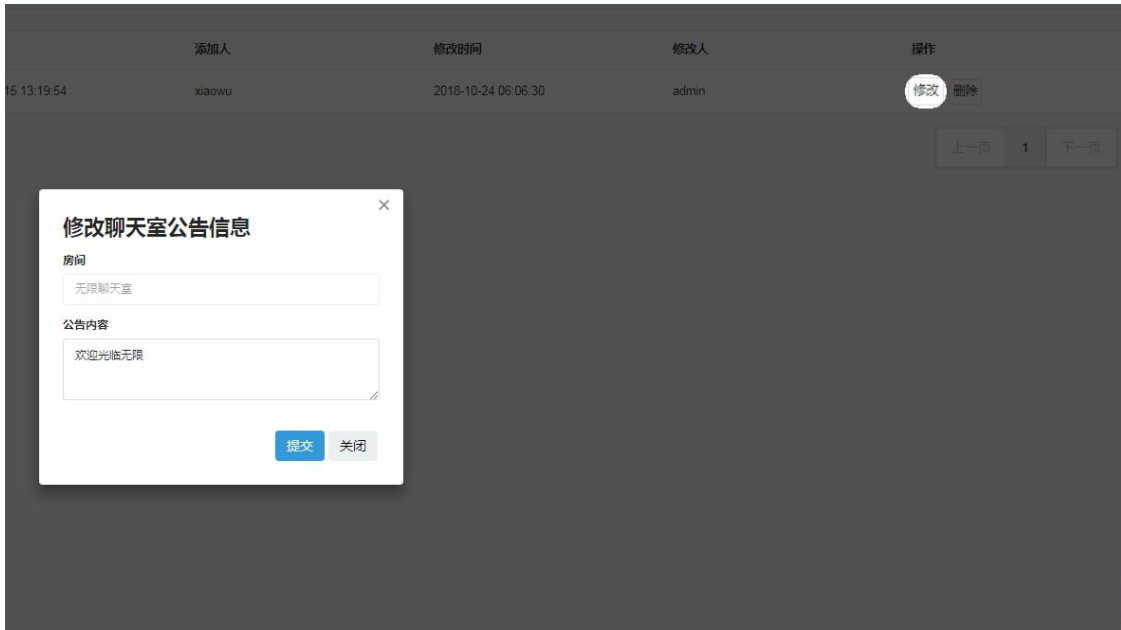 添加人 修改时间 修改人 操作
15 13:19:54 xiaowu 2018-10-24 06:06:30 admin 修改 删除
上一页 1 下一页
修改聊天室公告信息
房间
无限聊天室
公告内容
欢迎光临无限
提交 关闭